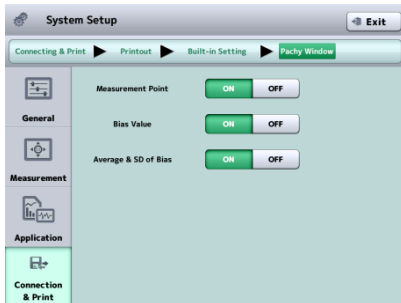 System Setup
Exit
Connecting & Print Printout Built-in Setting Pachy Window
General
Measurement
Application
Connection
& Print
Measurement Point ON OFF
Bias Value ON OFF
Average & SD of Bias ON OFF